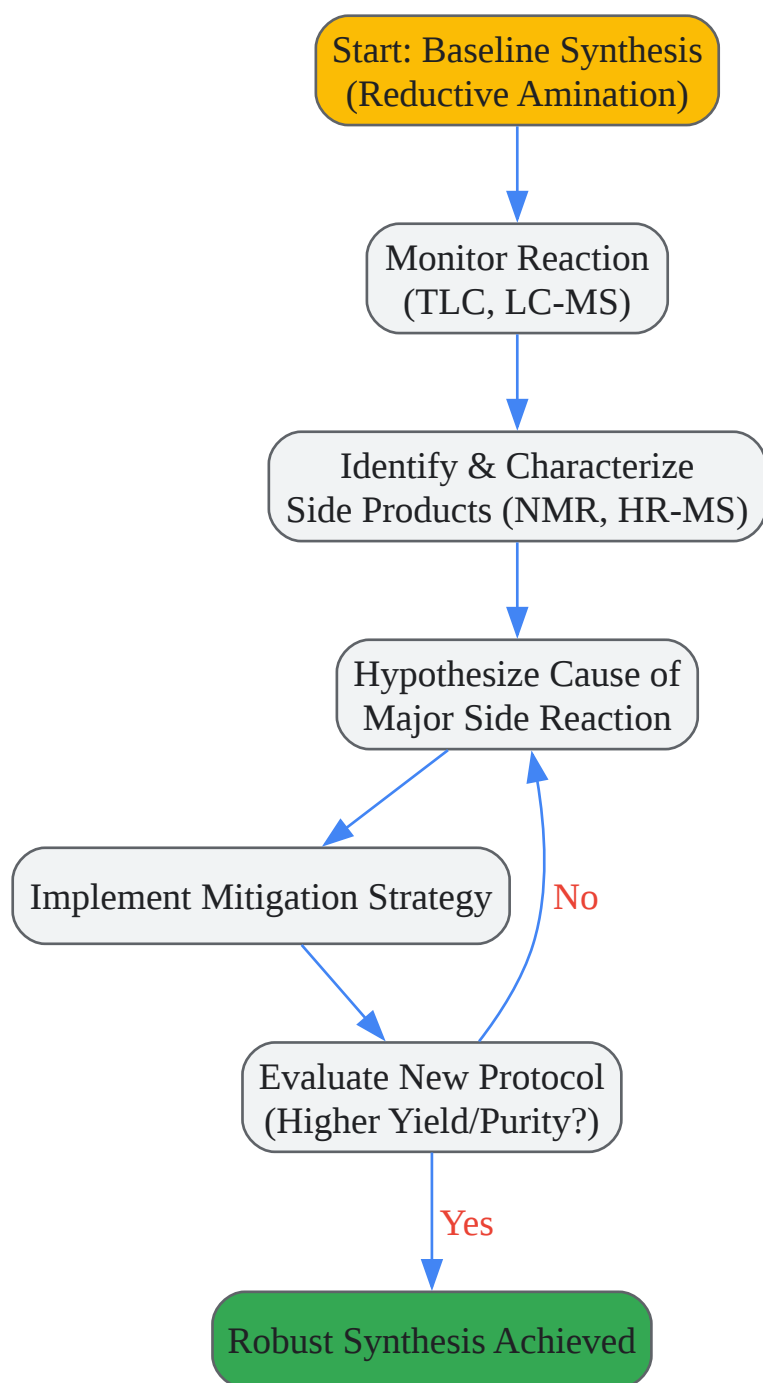 Start: Baseline Synthesis
(Reductive Amination)
Monitor Reaction
(TLC, LC-MS)
Identify & Characterize
Side Products (NMR, HR-MS)
Hypothesize Cause of
Major Side Reaction
Implement Mitigation Strategy
No
Evaluate New Protocol
(Higher Yield/Purity?)
Yes
Robust Synthesis Achieved